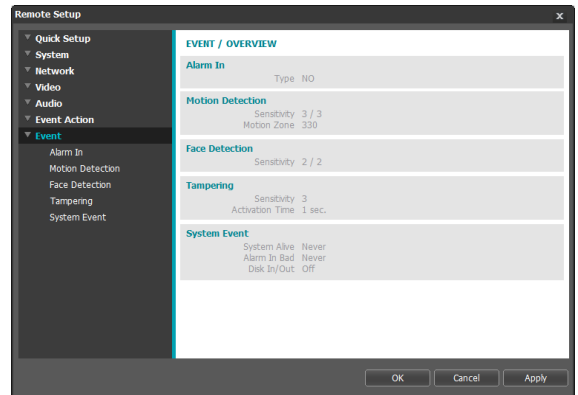 Remote Setup
x
Quick Setup
System
Network
Video
Audio
Event Action
Event
Alarm In
Motion Detection
Face Detection
Tampering
System Event
EVENT / OVERVIEW
Alarm In
Type NO
Motion Detection
Sensitivity 3 / 3
Motion Zone 330
Face Detection
Sensitivity 2 / 2
Tampering
Sensitivity 3
Activation Time 1 sec.
System Event
System Alive Never
Alarm In Bad Never
Disk In/Out Off
OK Cancel Apply